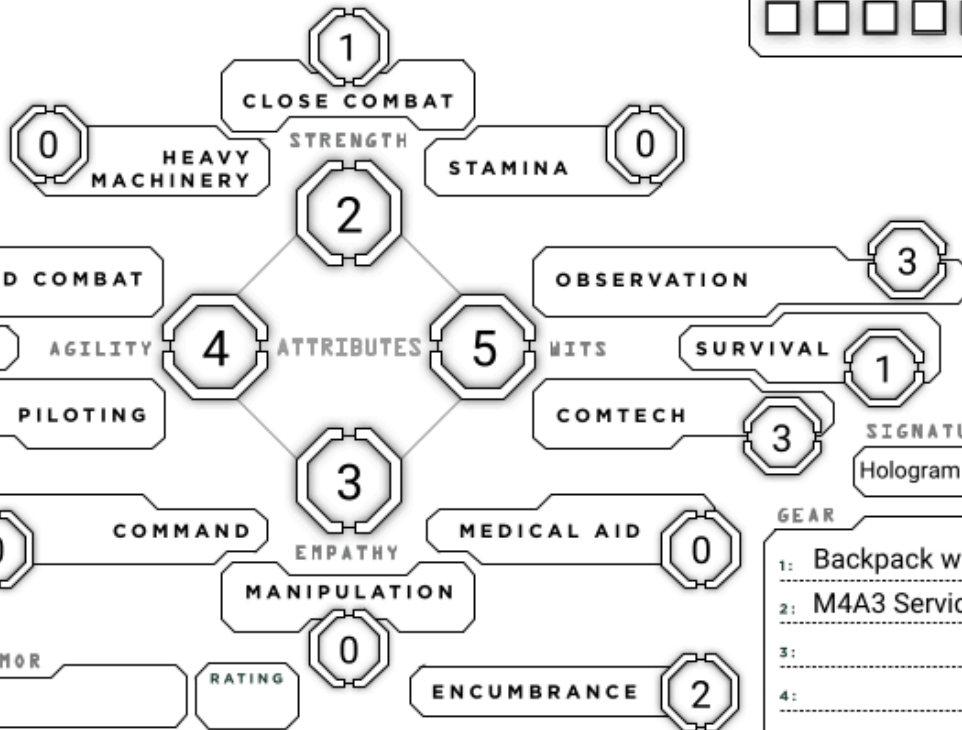 1
CLOSE COMBAT
0
HEAVY
MACHINERY
STRENGTH
STAMINA
0
2
D COMBAT
OBSERVATION
3
AGILITY
4
ATTRIBUTES
5
WITS
SURVIVAL
1
PILOTING
COMTECH
3
SIGNATU
Hologram
3
COMMAND
EMPATHY
MEDICAL AID
0
MANIPULATION
0
GEAR
1: Backpack w
2: M4A3 Servic
3:
4:
MOR
RATING
ENCUMBRANCE
2